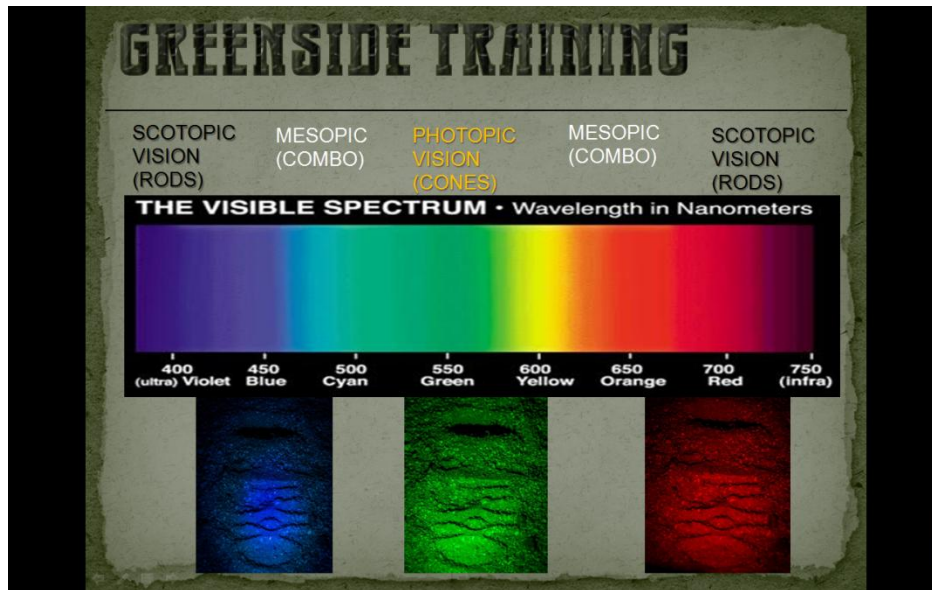 GREENSIDE TRAINING
SCOTOPIC
VISION
(RODS)
MESOPIC
(COMBO)
PHOTOPIC
VISION
(CONES)
MESOPIC
(COMBO)
SCOTOPIC
VISION
(RODS)
THE VISIBLE SPECTRUM • Wavelength in Nanometers
400 450 500 550 600 650 700 750
(ultra) Violet Blue Cyan Green Yellow Orange Red (infra)